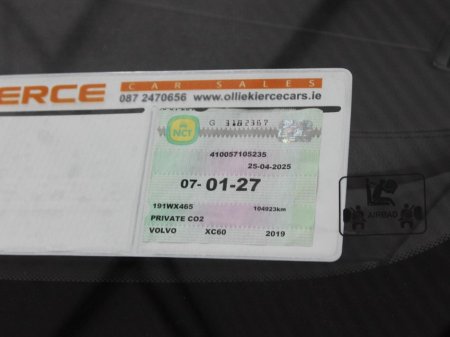 ERCE CAR SALES
087 2470656 www.olliekiercecars.ie
NCT G 3182367
410057105235
25-04-2025
07-01-27
191WX465 104923km
PRIVATE CO2
VOLVO XC60 2019
AIRBAG